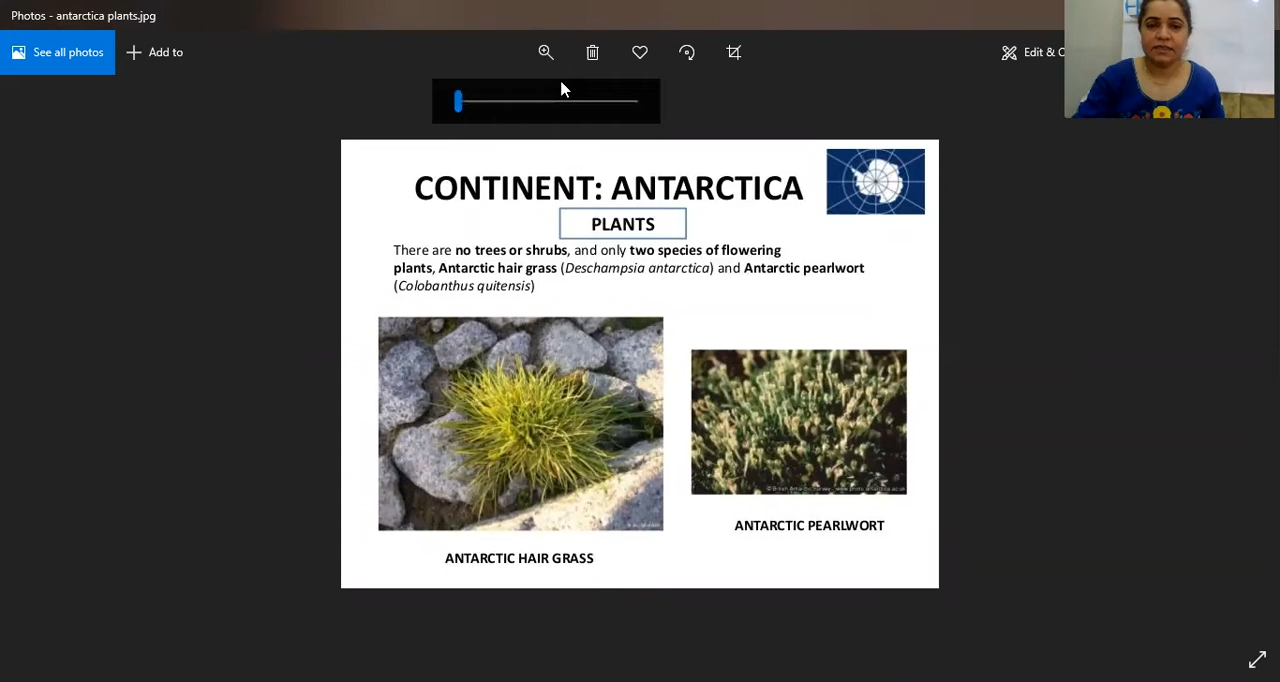 Photos - antarctica plants.jpg
See all photos
Add to
Edit & C
CONTINENT: ANTARCTICA
PLANTS
There are no trees or shrubs, and only two species of flowering
plants, Antarctic hair grass (Deschampsia antarctica) and Antarctic pearlwort
(Colobanthus quitensis)
ANTARCTIC HAIR GRASS
ANTARCTIC PEARLWORT